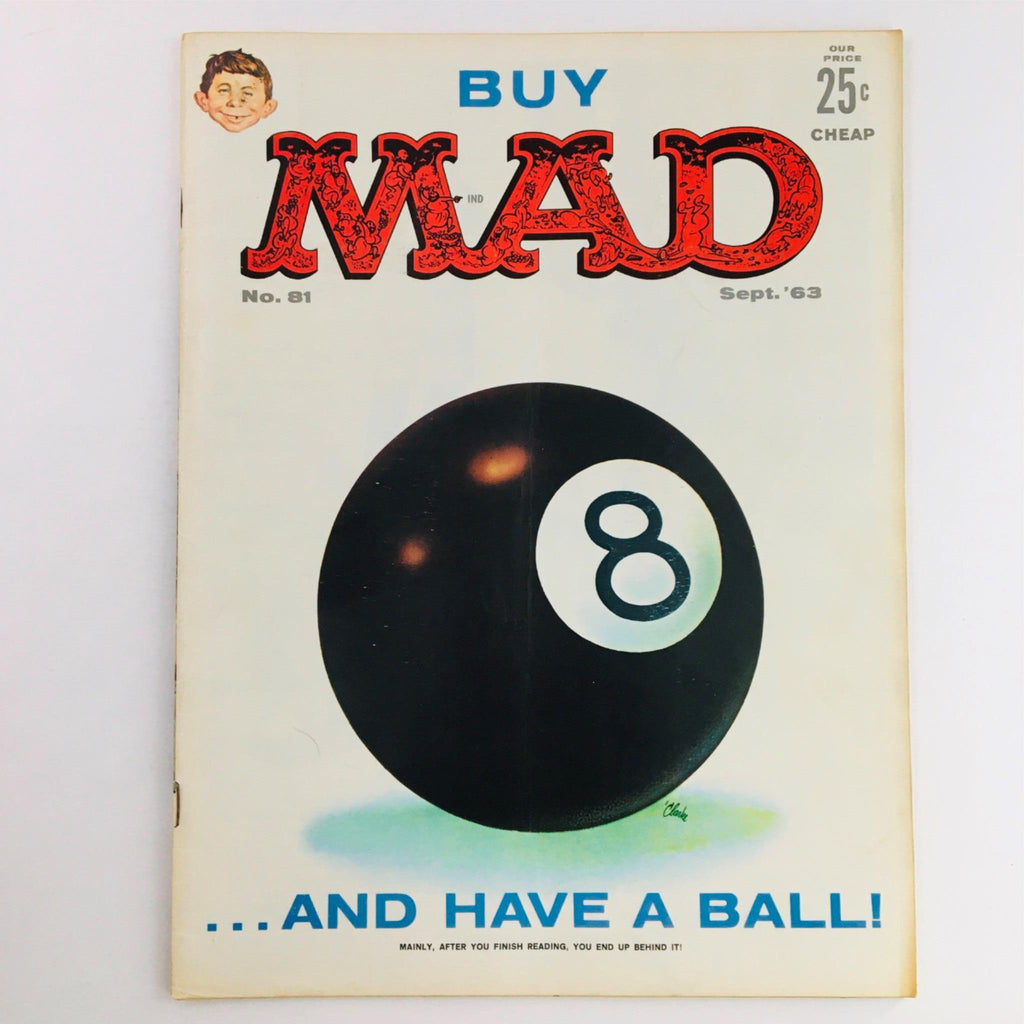 OUR
PRICE
25c
CHEAP
BUY
MAD
IND
No. 81
Sept. '63
8
'Clarke
...AND HAVE A BALL!
MAINLY, AFTER YOU FINISH READING, YOU END UP BEHIND IT!